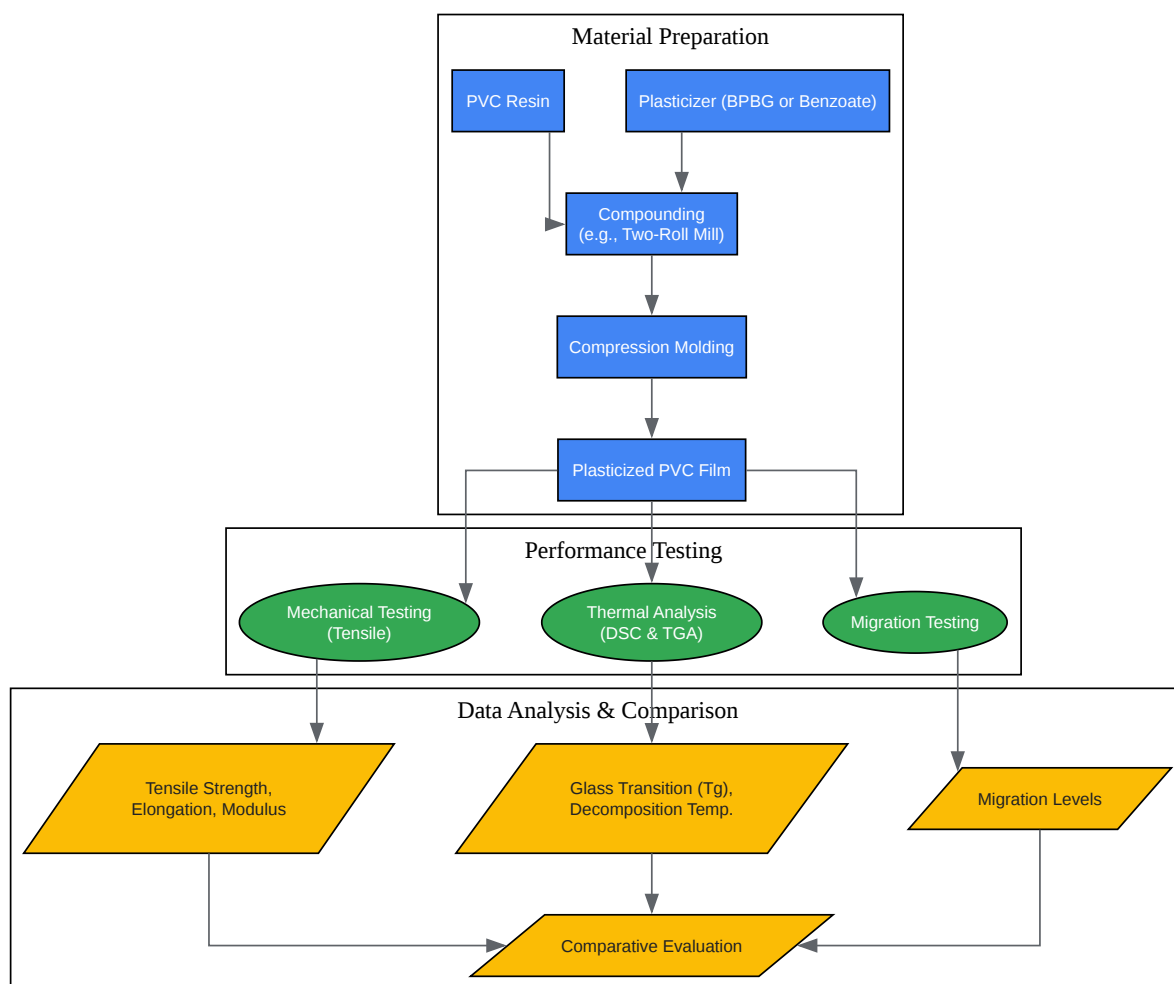 Material Preparation
PVC Resin
Plasticizer (BPBG or Benzoate)
Compounding
(e.g., Two-Roll Mill)
Compression Molding
Plasticized PVC Film
Performance Testing
Mechanical Testing
(Tensile)
Thermal Analysis
(DSC & TGA)
Migration Testing
Data Analysis & Comparison
Tensile Strength,
Elongation, Modulus
Glass Transition (Tg),
Decomposition Temp.
Migration Levels
Comparative Evaluation